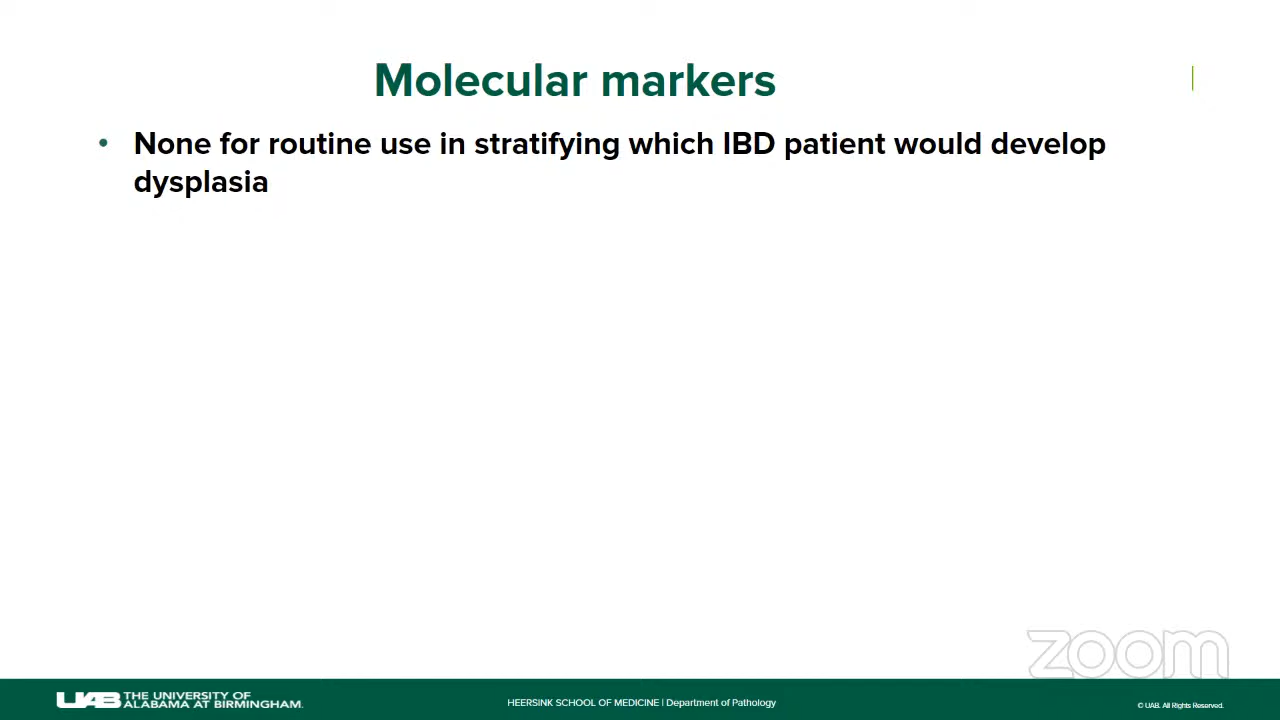 Molecular markers
• None for routine use in stratifying which IBD patient would develop
dysplasia
zoom
UAB THE UNIVERSITY OF
ALABAMA AT BIRMINGHAM.
HEERSINK SCHOOL OF MEDICINE | Department of Pathology
© UAB. All Rights Reserved.